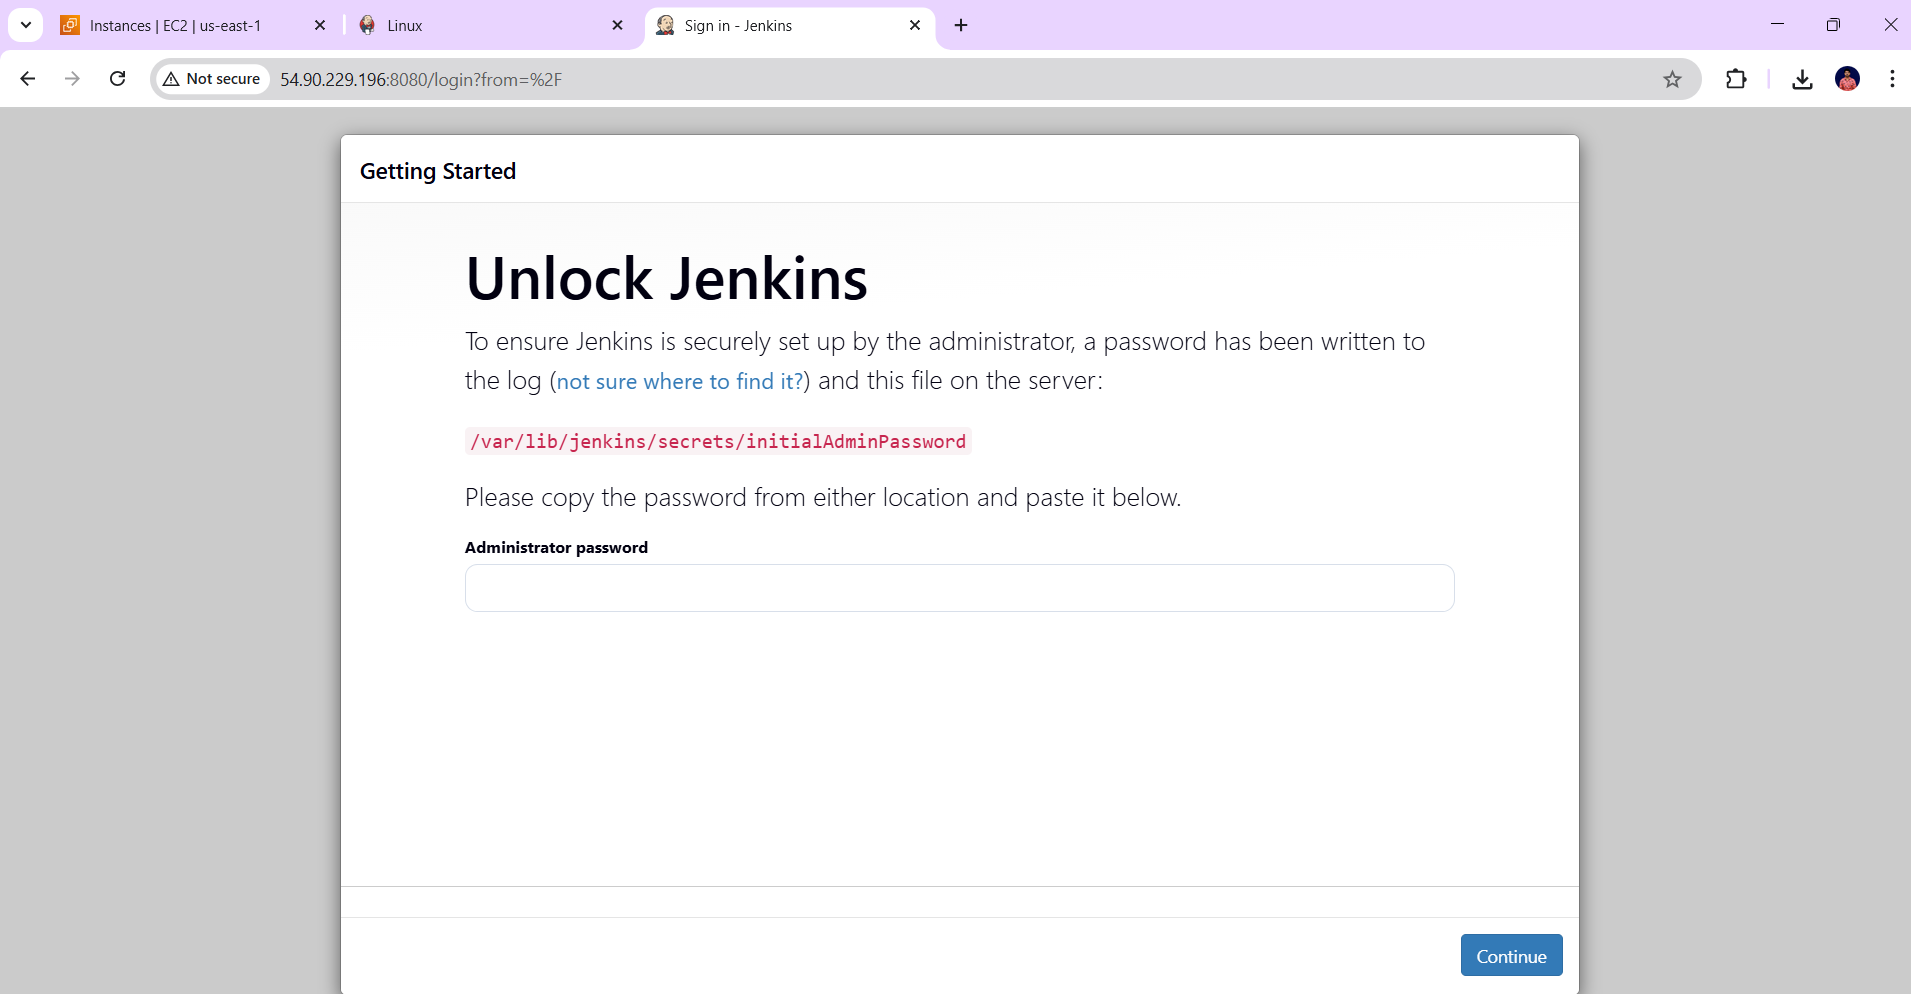 Instances | EC2 | us-east-1
Linux
Sign in - Jenkins
Not secure
54.90.229.196:8080/login?from=%2F
Getting Started
Unlock Jenkins
To ensure Jenkins is securely set up by the administrator, a password has been written to
the log (not sure where to find it?) and this file on the server:
/var/lib/jenkins/secrets/initialAdminPassword
Please copy the password from either location and paste it below.
Administrator password
Continue